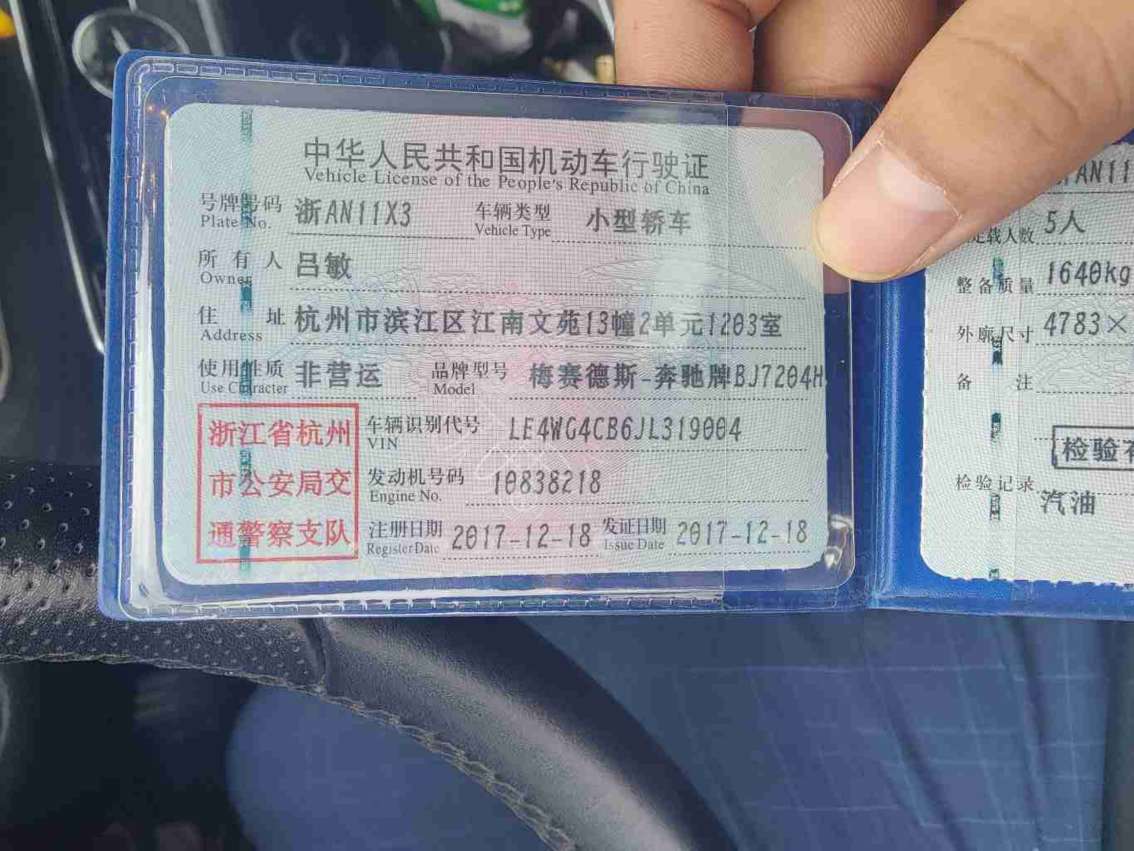 中华人民共和国机动车行驶证
Vehicle License of the People's Republic of China
号牌号码 浙AN11X3 车辆类型 小型轿车
Plate No. Vehicle Type
所有人 吕敏
Owner
住址 杭州市滨江区江南文苑13幢2单元1203室
Address
使用性质 非营运 品牌型号 梅赛德斯-奔驰牌BJ7204H
Use Character Model
浙江省杭州
市公安局交
通警察支队
车辆识别代号 LE4WG4CB6JL319004
VIN
发动机号码 10838218
Engine No.
注册日期 2017-12-18 发证日期 2017-12-18
Register Date Issue Date
AN11
载人数 5人
整备质量 1640kg
外廓尺寸 4783×
备注
检验
检验记录
汽油